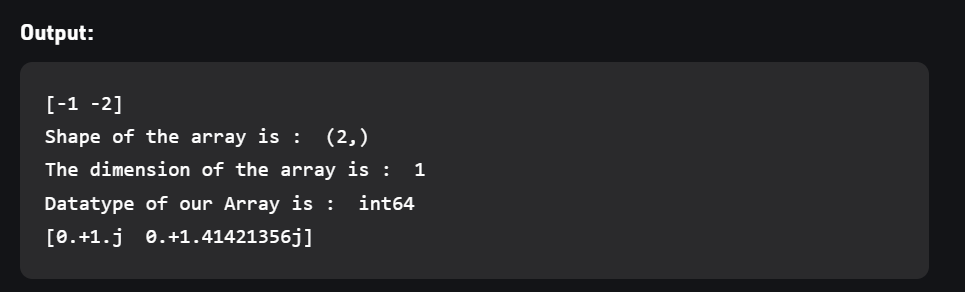 Output:
[-1 -2]
Shape of the array is :  (2,)
The dimension of the array is :  1
Datatype of our Array is :  int64
[0.+1.j  0.+1.41421356j]